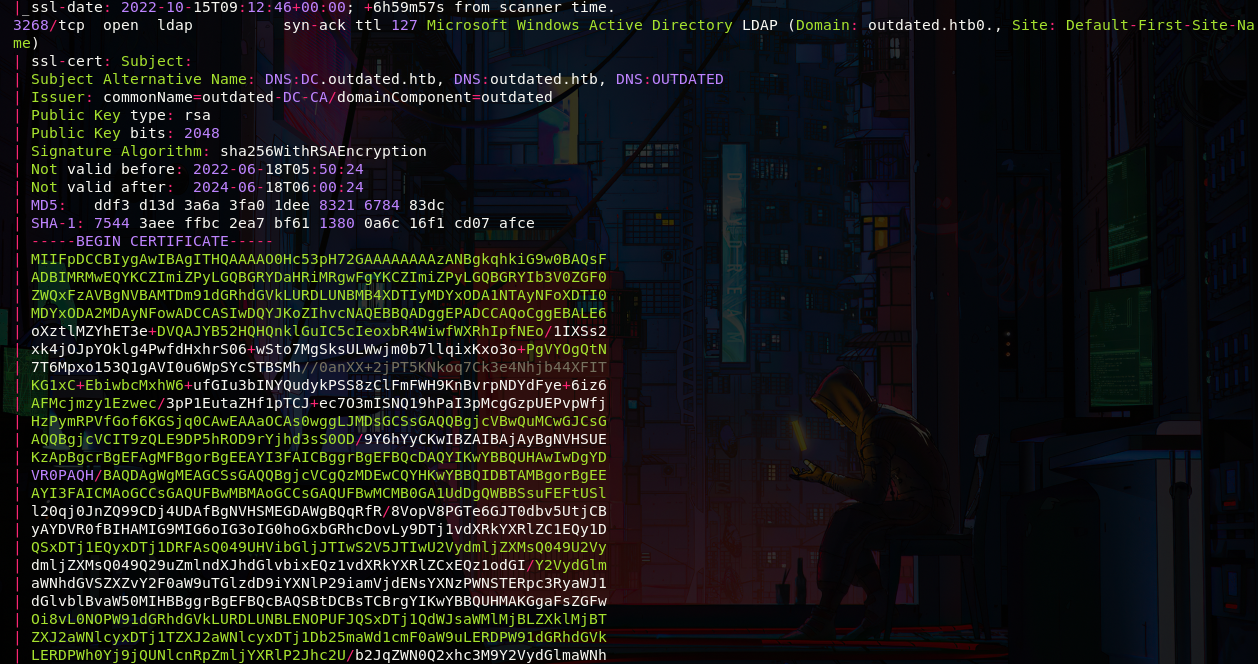 |_ssl-date: 2022-10-15T09:12:46+00:00; +6h59m57s from scanner time.
3268/tcp  open  ldap          syn-ack ttl 127 Microsoft Windows Active Directory LDAP (Domain: outdated.htb0., Site: Default-First-Site-Na
me)
| ssl-cert: Subject:
| Subject Alternative Name: DNS:DC.outdated.htb, DNS:outdated.htb, DNS:OUTDATED
| Issuer: commonName=outdated-DC-CA/domainComponent=outdated
| Public Key type: rsa
| Public Key bits: 2048
| Signature Algorithm: sha256WithRSAEncryption
| Not valid before: 2022-06-18T05:50:24
| Not valid after:  2024-06-18T06:00:24
| MD5:   ddf3 d13d 3a6a 3fa0 1dee 8321 6784 83dc
| SHA-1: 7544 3aee ffbc 2ea7 bf61 1380 0a6c 16f1 cd07 afce
| -----BEGIN CERTIFICATE-----
| MIIFpDCCBIygAwIBAgITHQAAAAO0Hc53pH72GAAAAAAAAzANBgkqhkiG9w0BAQsF
| ADBIMRMwEQYKCZImiZPyLGQBGRYDaHRiMRgwFgYKCZImiZPyLGQBGRYIb3V0ZGF0
| ZWQxFzAVBgNVBAMTDm91dGRhdGVkLURDLUNBMB4XDTIyMDYxODA1NTAyNFoXDTI0
| MDYxODA2MDAyNFowADCCASIwDQYJKoZIhvcNAQEBBQADggEPADCCAQoCggEBALE6
| oXztlMZYhET3e+DVQAJYB52HQHQnklGuIC5cIeoxbR4WiwfWXRhIpfNEo/1IXSs2
| xk4jOJpYOklg4PwfdHxhrS06+wSto7MgSksULWwjm0b7llqixKxo3o+PgVYOgQtN
| 7T6Mpxo153Q1gAVI0u6WpSYcSTBSMh//0anXX+2jPT5KNkoq7Ck3e4Nhjb44XFIT
| KG1xC+EbiwbcMxhW6+ufGIu3bINYQudykPSS8zClFmFWH9KnBvrpNDYdFye+6iz6
| AFMcjmzy1Ezwec/3pP1EutaZHf1pTCJ+ec7O3mISNQ19hPaI3pMcgGzpUEPvpWfj
| HzPymRPVfGof6KGSjq0CAwEAAaOCAs0wggLJMDsGCSsGAQQBgjcVBwQuMCwGJCsG
| AQQBgjcVCIT9zQLE9DP5hROD9rYjhd3sS0OD/9Y6hYyCKwIBZAIBAjAyBgNVHSUE
| KzApBgcrBgEFAgMFBgorBgEEAYI3FAICBggrBgEFBQcDAQYIKwYBBQUHAwIwDgYD
| VR0PAQH/BAQDAgWgMEAGCSsGAQQBgjcVCgQzMDEwCQYHKwYBBQIDBTAMBgorBgEE
| AYI3FAICMAoGCCsGAQUFBwMBMAoGCCsGAQUFBwMCMB0GA1UdDgQWBBSsuFEFtUSl
| l20qj0JnZQ99CDj4UDAfBgNVHSMEGDAWgBQqRfR/8VopV8PGTe6GJT0dbv5UtjCB
| yAYDVR0fBIHAMIG9MIG6oIG3oIG0hoGxbGRhcDovLy9DTj1vdXRkYXRlZC1EQy1D
| QSxDTj1EQyxDTj1DRFAsQ049UHVibGljJTIwS2V5JTIwU2VydmljZXMsQ049U2Vy
| dmljZXMsQ049Q29uZmlndXJhdGlvbixEQz1vdXRkYXRlZCxEQz1odGI/Y2VydGlm
| aWNhdGVSZXZvY2F0aW9uTGlzdD9iYXNlP29iamVjdENsYXNzPWNSTERpc3RyaWJ1
| dGlvblBvaW50MIHBBggrBgEFBQcBAQSBtDCBsTCBrgYIKwYBBQUHMAKGgaFsZGFw
| Oi8vL0NOPW91dGRhdGVkLURDLUNBLENOPUFJQSxDTj1QdWJsaWMlMjBLZXklMjBT
| ZXJ2aWNlcyxDTj1TZXJ2aWNlcyxDTj1Db25maWd1cmF0aW9uLERDPW91dGRhdGVk
| LERDPWh0Yj9jQUNlcnRpZmljYXRlP2Jhc2U/b2JqZWN0Q2xhc3M9Y2VydGlmaWNh